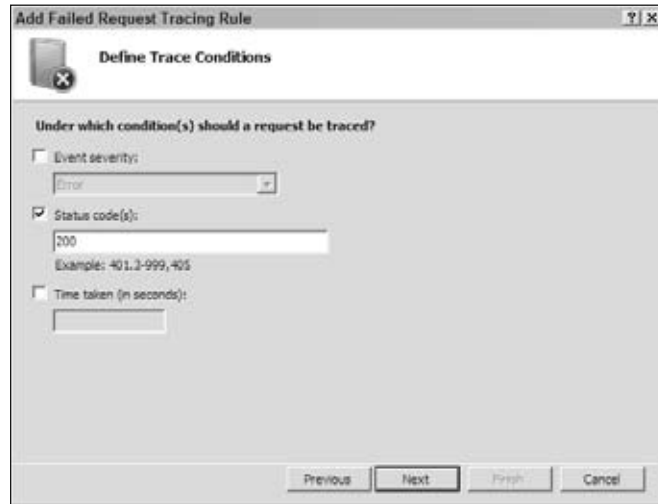 Add Failed Request Tracing Rule
Define Trace Conditions
Under which condition(s) should a request be traced?
Event severity:
Error
Status code(s):
200
Example: 401.3-999,405
Time taken (in seconds):
Previous Next Finish Cancel